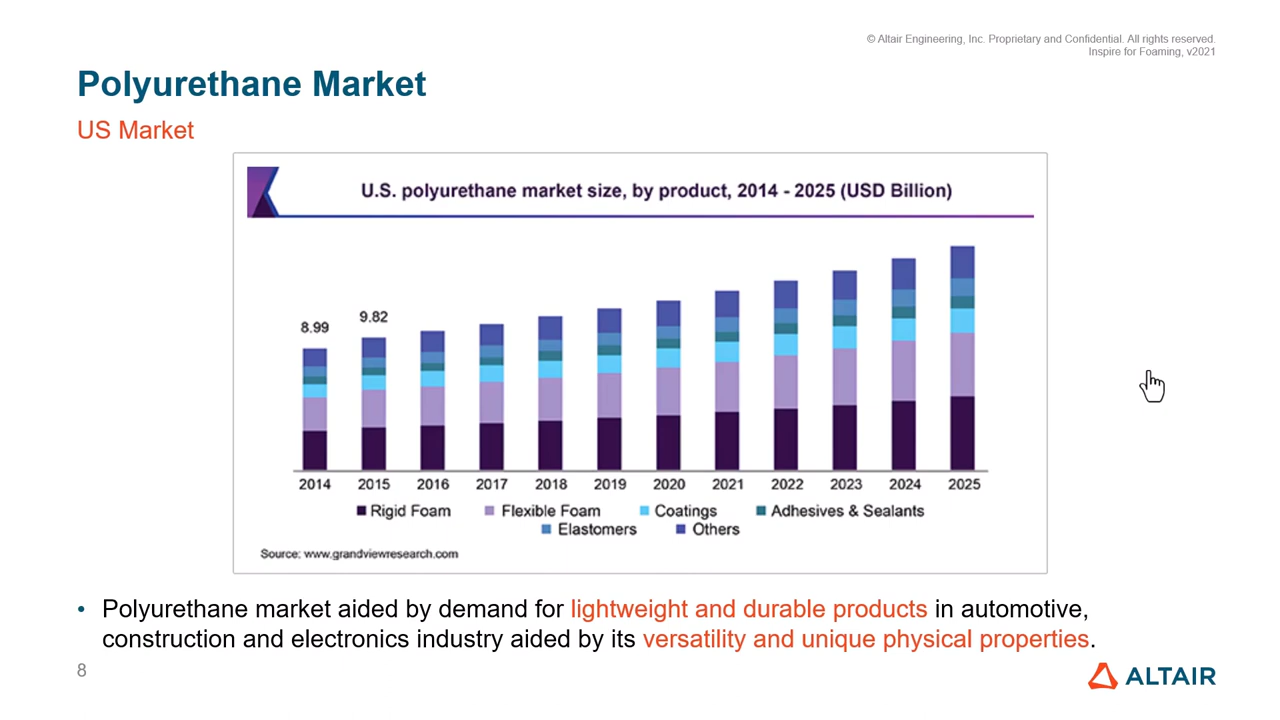 © Altair Engineering, Inc. Proprietary and Confidential. All rights reserved.
Inspire for Foaming, v2021
Polyurethane Market
US Market
U.S. polyurethane market size, by product, 2014 - 2025 (USD Billion)
8.99
9.82
2014 2015 2016 2017 2018 2019 2020 2021 2022 2023 2024 2025
Rigid Foam Flexible Foam Coatings Adhesives & Sealants
Elastomers Others
Source: www.grandviewresearch.com
• Polyurethane market aided by demand for lightweight and durable products in automotive,
construction and electronics industry aided by its versatility and unique physical properties.
8
ALTAIR